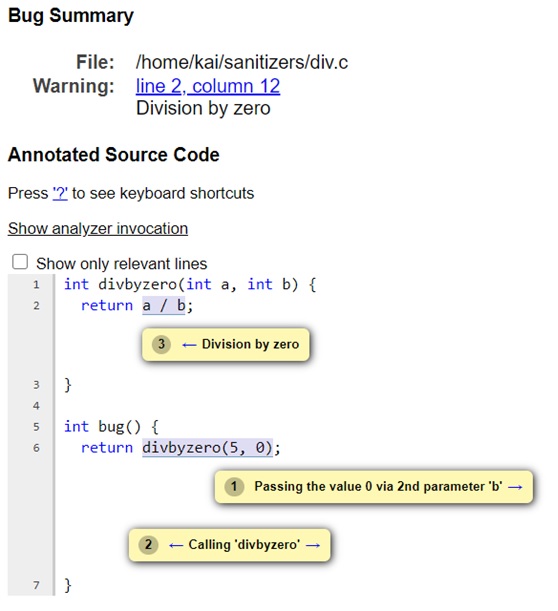 Bug Summary
File: /home/kai/sanitizers/div.c
Warning: line 2, column 12
Division by zero
Annotated Source Code
Press '?' to see keyboard shortcuts
Show analyzer invocation
Show only relevant lines
1 int divbyzero(int a, int b) {
2 return a / b;
3 ← Division by zero
3 }
4
5 int bug() {
6 return divbyzero(5, 0);
1 Passing the value 0 via 2nd parameter 'b' →
2 ← Calling 'divbyzero' →
7 }